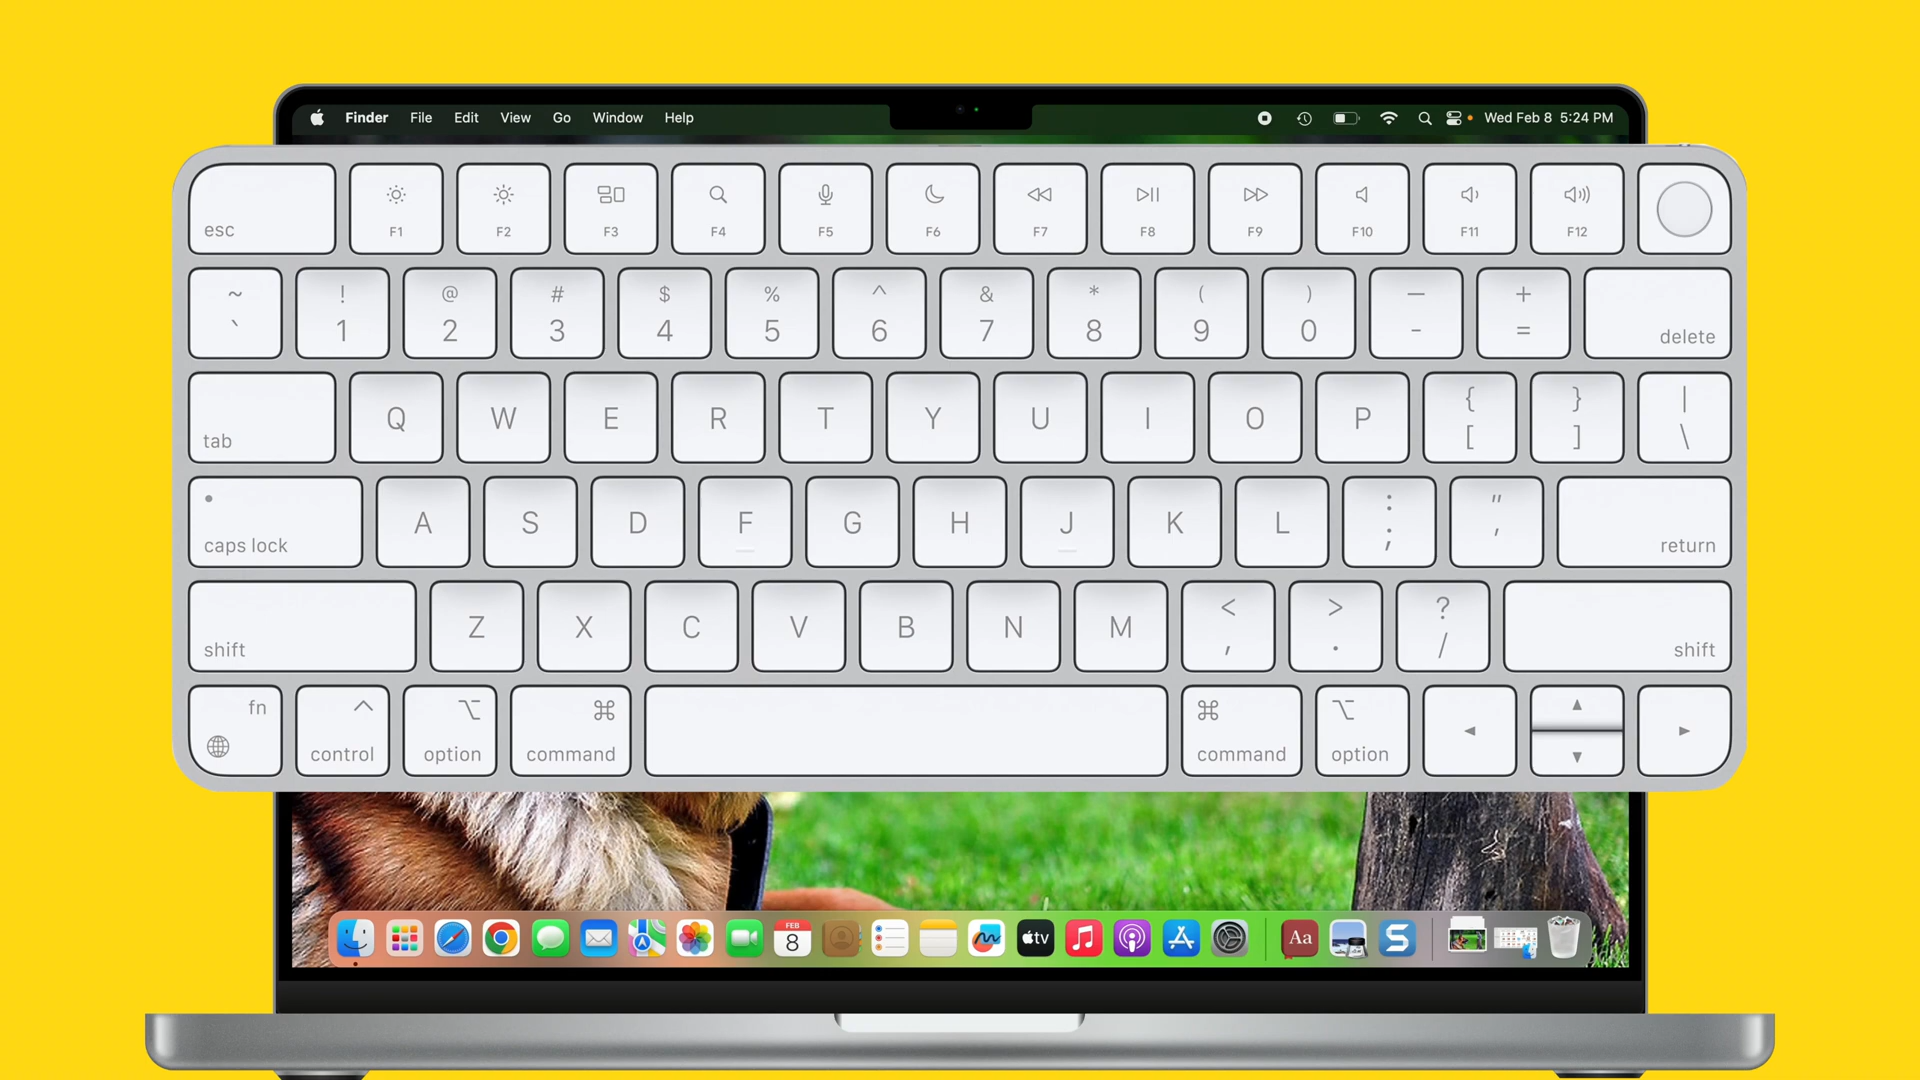 Finder File Edit View Go Window Help Wed Feb 8 5:24 PM
esc F1 F2 F3 F4 F5 F6 F7 F8 F9 F10 F11 F12
~ ! @ # $ % ^ & * ( ) — +
` 1 2 3 4 5 6 7 8 9 0 - = delete
tab Q W E R T Y U I O P { [ } ] | \
caps lock A S D F G H J K L : ; " ' return
shift Z X C V B N M < , > . ? / shift
fn ^ ⌥ ⌘ ⌘ ⌥
control option command command option
FEB
8
tv
Aa
S